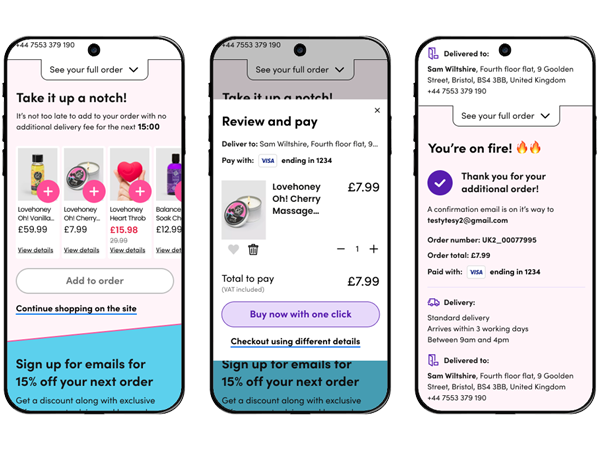 +44 7553 379 190
See your full order
Take it up a notch!
It's not too late to add to your order with no
additional delivery fee for the next 15:00
Lovehoney
Oh! Vanilla...
£59.99
View details
Lovehoney
Oh! Cherry...
£7.99
View details
Lovehoney
Heart Throb
£15.98
29.99
View details
Balance
Soak Ch
£12.99
View details
Add to order
Continue shopping on the site
Sign up for emails for
15% off your next order
Get a discount along with exclusive
+44 7553 379 190
See your full order
Take it up a notch!
Review and pay
Deliver to: Sam Wiltshire, Fourth floor flat, 9...
Pay with: VISA ending in 1234
Lovehoney
Oh! Cherry
Massage...
£7.99
1
Total to pay
(VAT included)
£7.99
Buy now with one click
Checkout using different details
Sign up for emails for
15% off your next order
Get a discount along with exclusive
Delivered to:
Sam Wiltshire, Fourth floor flat, 9 Goolden
Street, Bristol, BS4 3BB, United Kingdom
+44 7553 379 190
See your full order
You're on fire!
Thank you for your
additional order!
A confirmation email is on it's way to
testytesy2@gmail.com
Order number: UK2_00077995
Order total: £7.99
Paid with: VISA ending in 1234
Delivery:
Standard delivery
Arrives within 3 working days
Between 9am and 4pm
Delivered to:
Sam Wiltshire, Fourth floor flat, 9 Goolden
Street, Bristol, BS4 3BB, United Kingdom
+44 7553 379 190